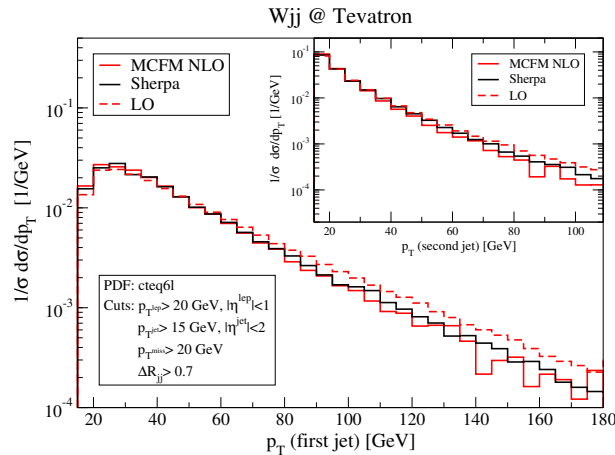 Wjj @ Tevatron
MCFM NLO
Sherpa
LO
10^-1
10^-2
10^-3
10^-4
1/σ dσ/dp_T [1/GeV]
20 40 60 80 100 120 140 160 180
p_T (first jet) [GeV]
PDF: cteq6l
Cuts: p_T^lep > 20 GeV, |η^lep|<1
p_T^jet > 15 GeV, |η^jet|<2
p_T^miss > 20 GeV
ΔR_jj > 0.7
MCFM NLO
Sherpa
LO
10^-1
10^-2
10^-3
10^-4
1/σ dσ/dp_T [1/GeV]
20 40 60 80 100
p_T (second jet) [GeV]